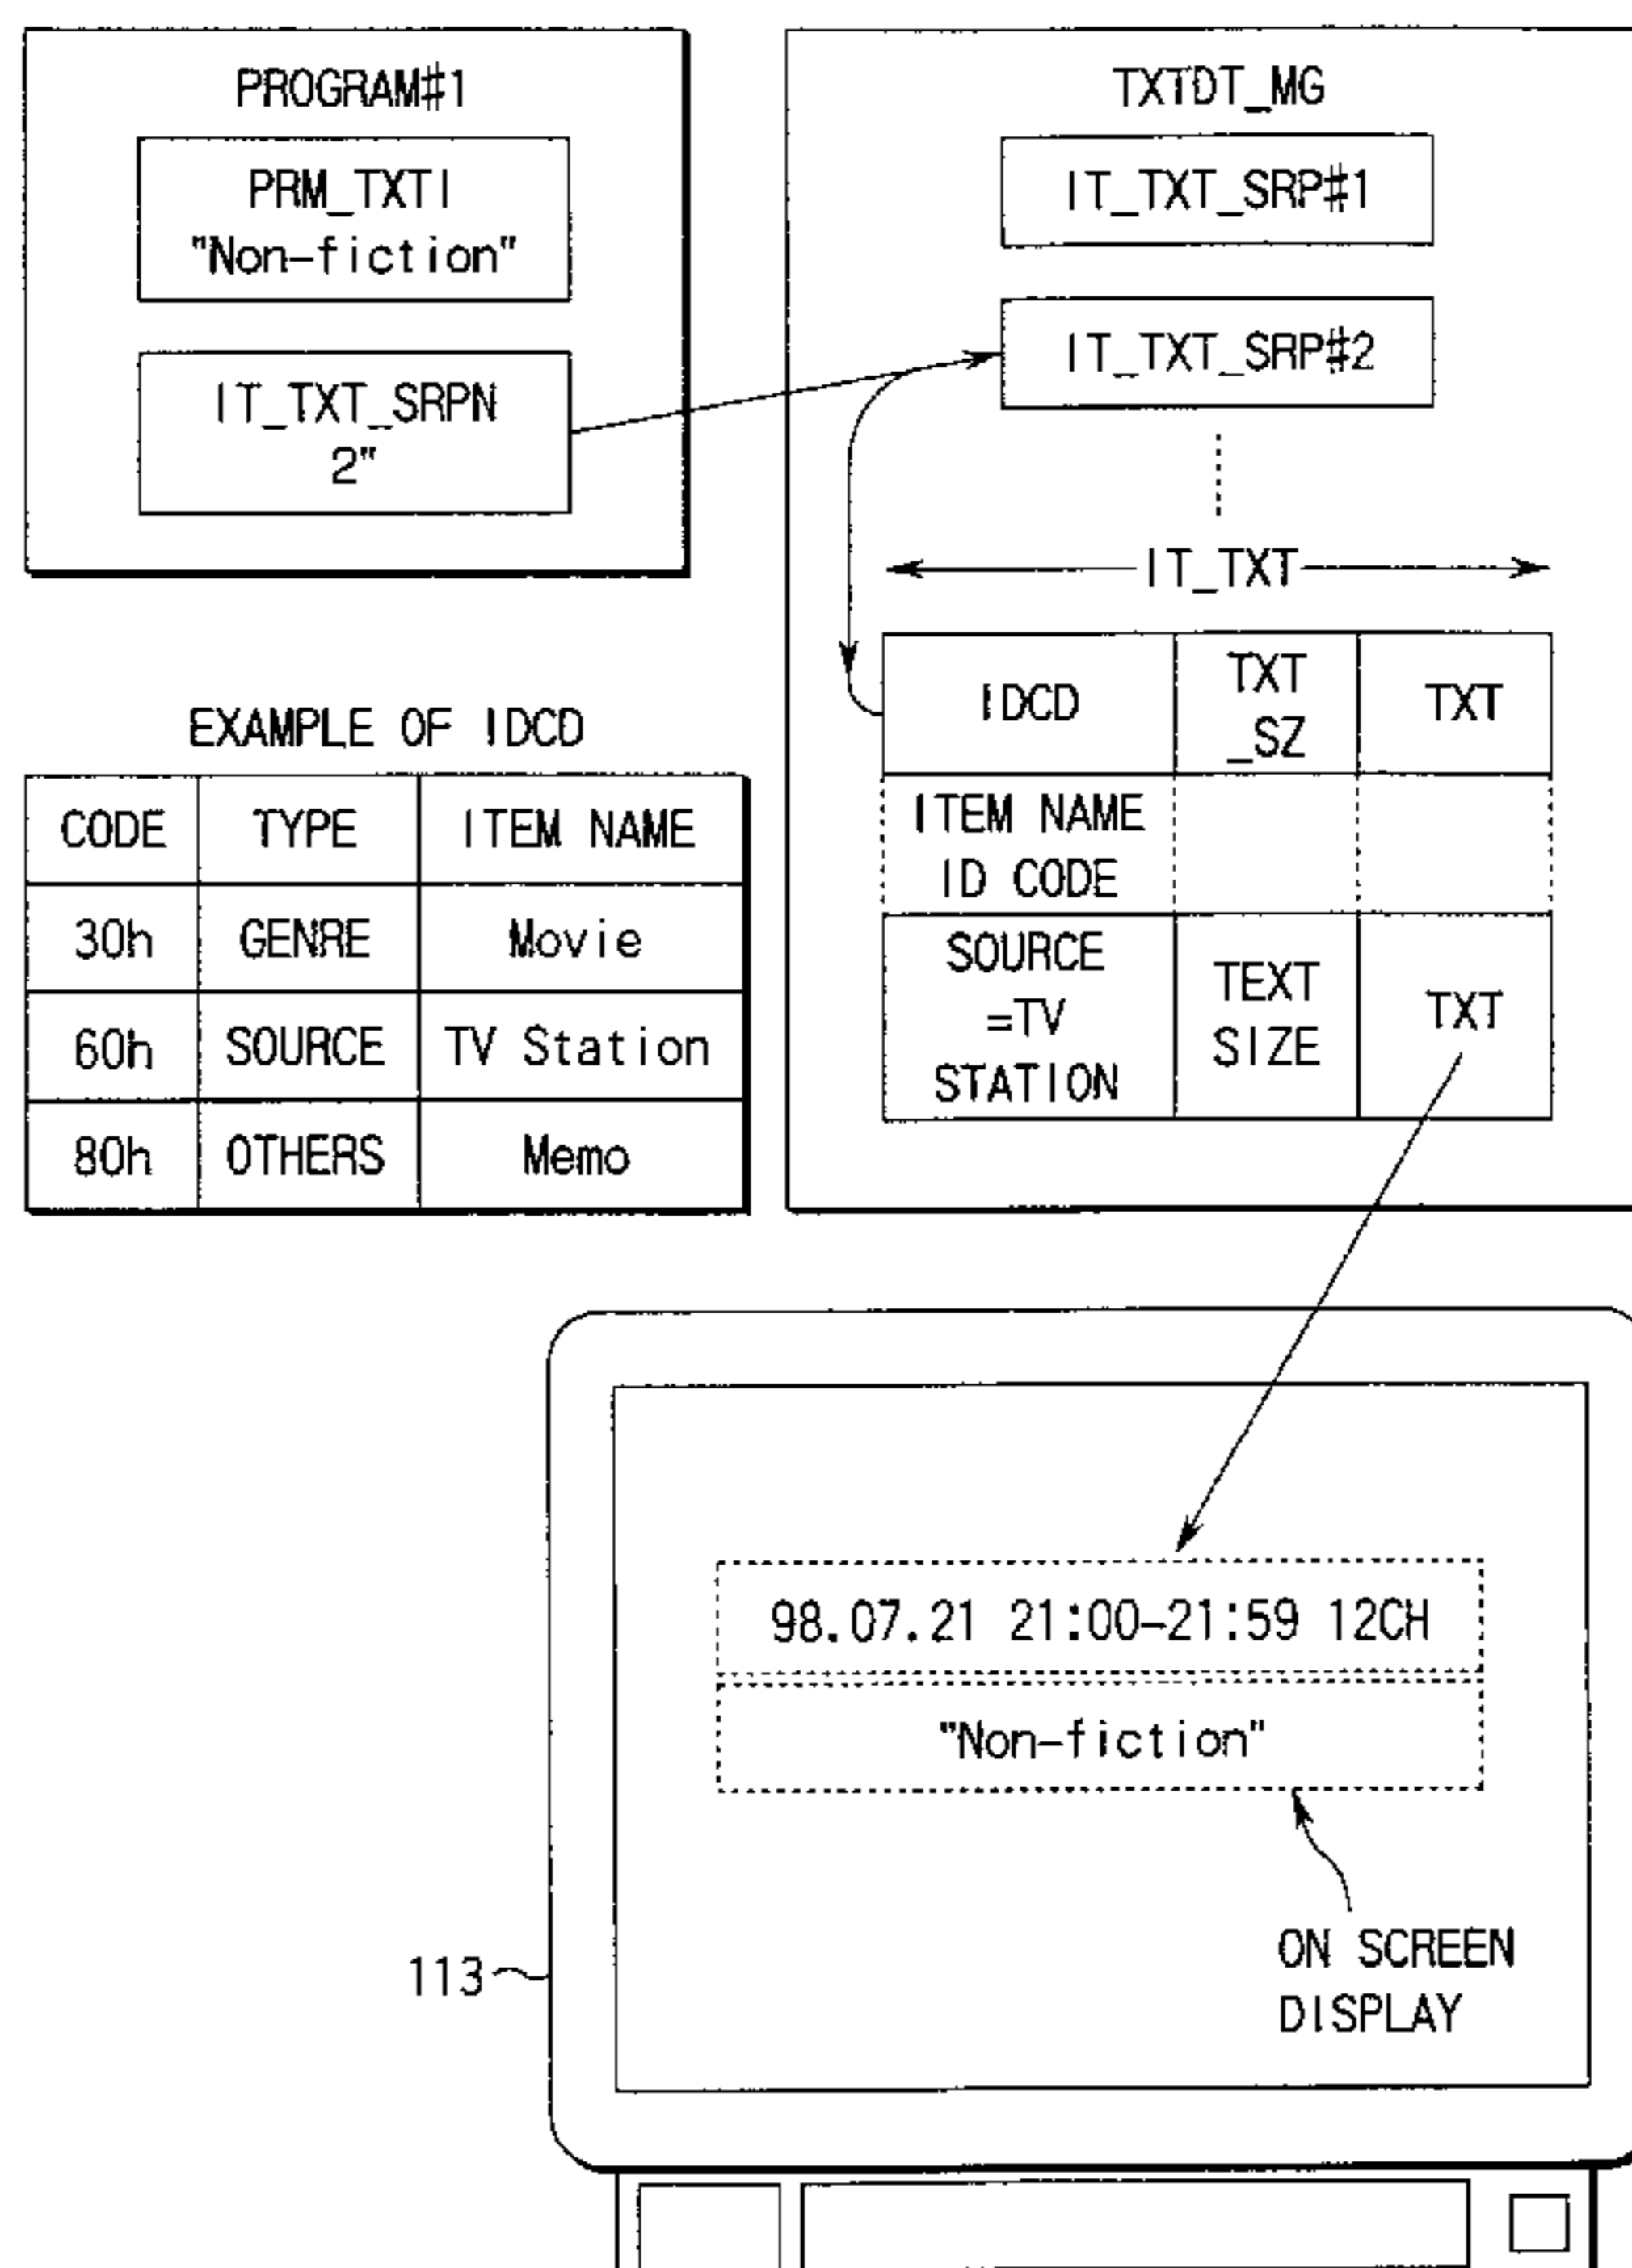 PROGRAM#1
PRM_TXTI
"Non-fiction"
IT_TXT_SRPN
2"
TXTDT_MG
IT_TXT_SRP#1
IT_TXT_SRP#2
IT_TXT
IDCD
TXT
_SZ
TXT
ITEM NAME
ID CODE
SOURCE
=TV
STATION
TEXT
SIZE
TXT
EXAMPLE OF IDCD
CODE TYPE ITEM NAME
30h GENRE Movie
60h SOURCE TV Station
80h OTHERS Memo
98.07.21 21:00-21:59 12CH
"Non-fiction"
ON SCREEN
DISPLAY
113